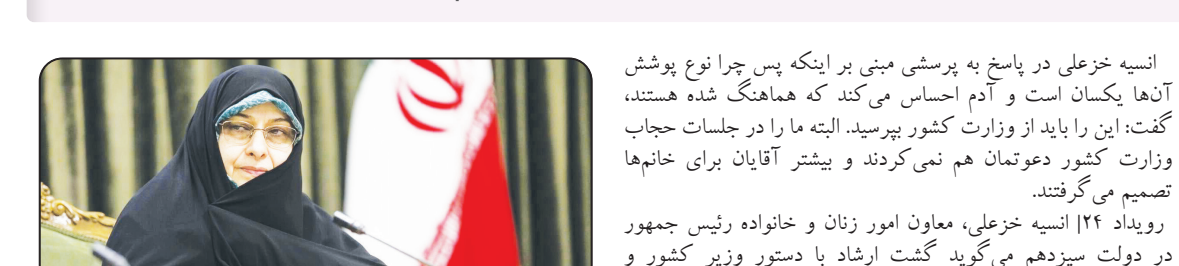 انسیه خزعلی در پاسخ به پرسشی مبنی بر اینکه پس چرا نوع پوشش
آن‌ها یکسان است و آدم احساس می‌کند که هماهنگ شده هستند،
گفت: این را باید از وزارت کشور بپرسید. البته ما را در جلسات حجاب
وزارت کشور دعوتمان هم نمی‌کردند و بیشتر آقایان برای خانم‌ها
تصمیم می‌گرفتند.
رویداد ۲۴| انسیه خزعلی، معاون امور زنان و خانواده رئیس جمهور
در دولت سیزدهم می‌گوید گشت ارشاد با دستور وزیر کشور و